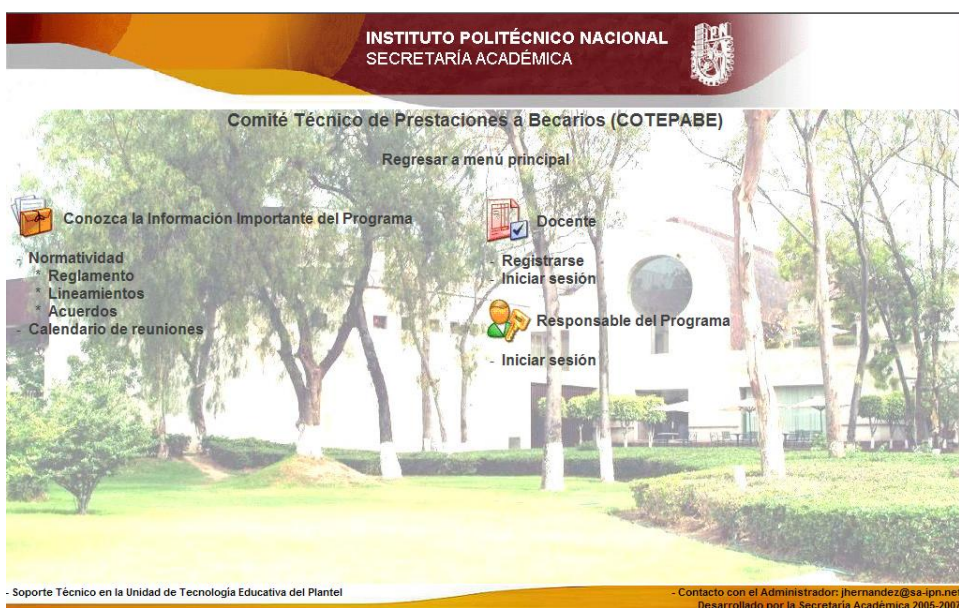 INSTITUTO POLITÉCNICO NACIONAL
SECRETARÍA ACADÉMICA
IPN
Comité Técnico de Prestaciones a Becarios (COTEPABE)
Regresar a menú principal
Conozca la Información Importante del Programa
- Normatividad
* Reglamento
* Lineamientos
* Acuerdos
- Calendario de reuniones
Docente
- Registrarse
- Iniciar sesión
Responsable del Programa
- Iniciar sesión
- Soporte Técnico en la Unidad de Tecnología Educativa del Plantel
- Contacto con el Administrador: jhernandez@sa-ipn.net
Desarrollado por la Secretaría Académica 2005-2007